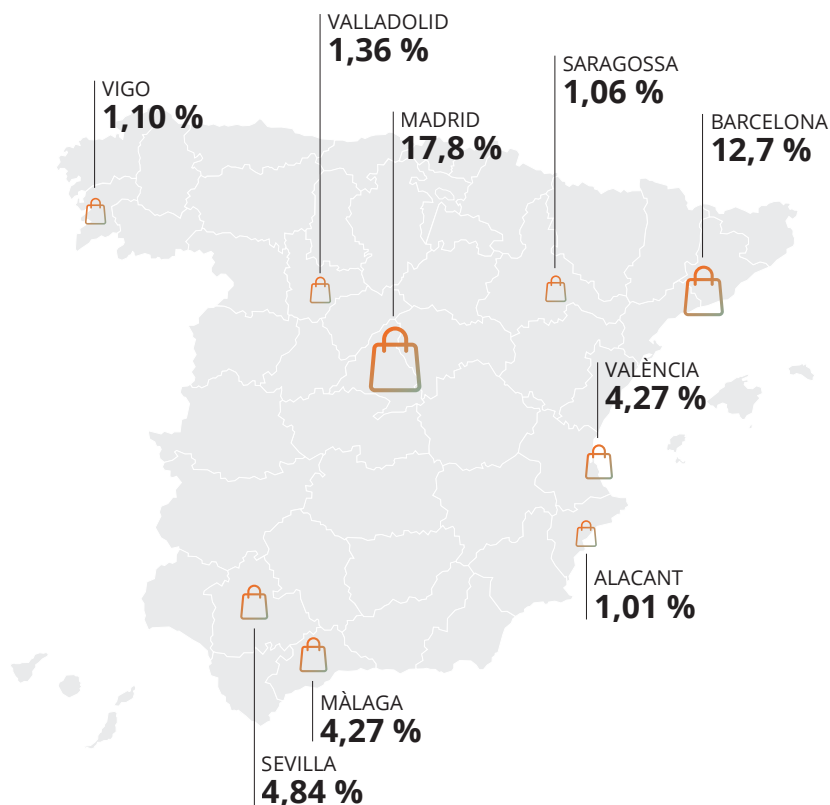 VALLADOLID
1,36 %
SARAGOSSA
1,06 %
VIGO
1,10 %
MADRID
17,8 %
BARCELONA
12,7 %
VALÈNCIA
4,27 %
ALACANT
1,01 %
MÀLAGA
4,27 %
SEVILLA
4,84 %